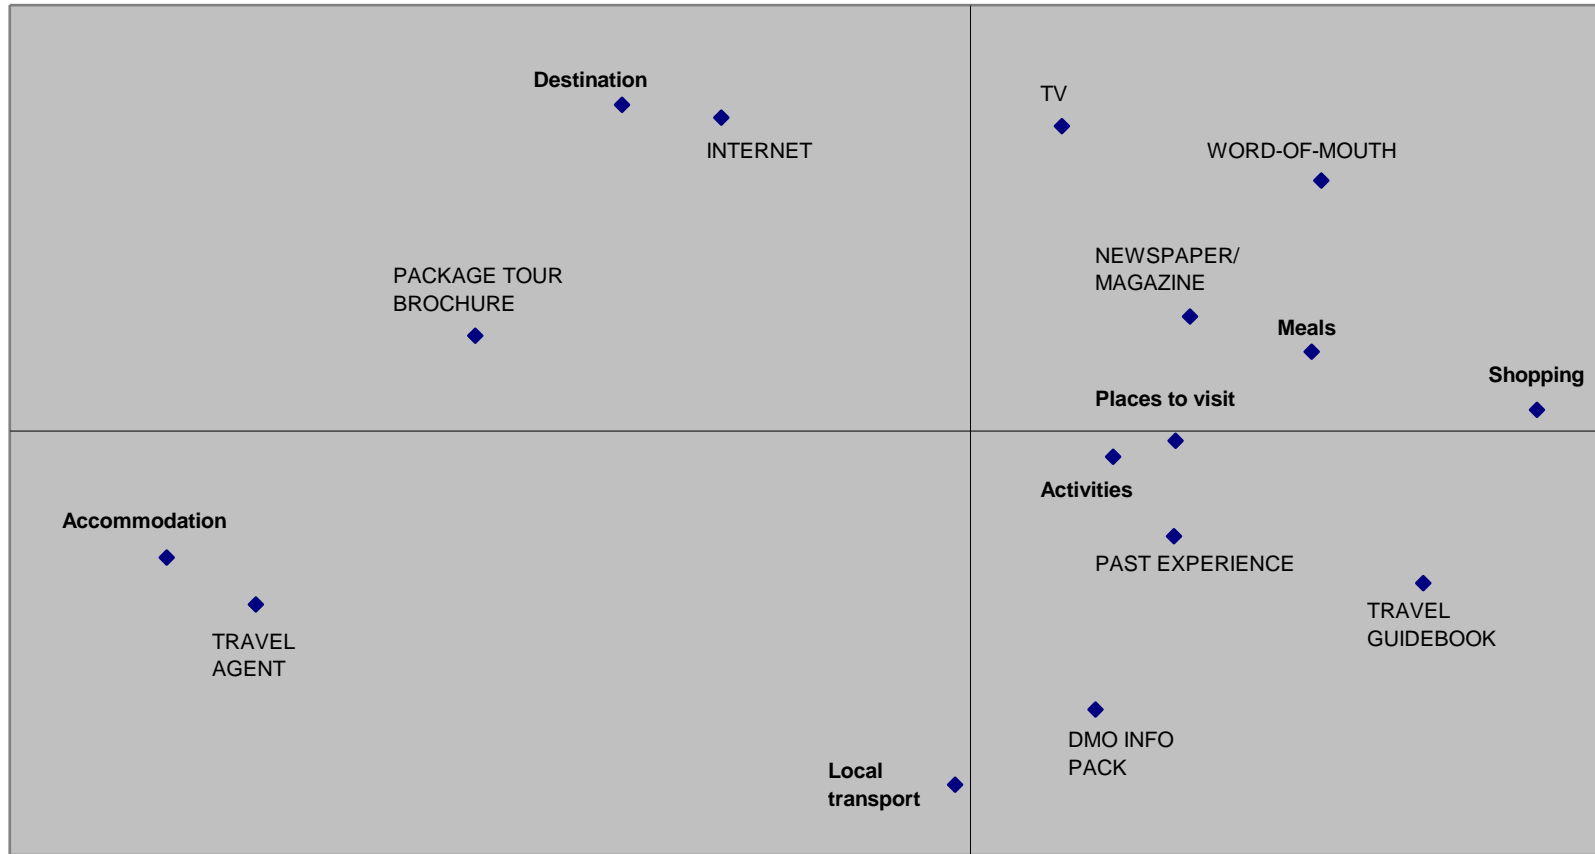 Destination
TV
INTERNET
WORD-OF-MOUTH
NEWSPAPER/
MAGAZINE
PACKAGE TOUR
BROCHURE
Meals
Shopping
Places to visit
Activities
Accommodation
PAST EXPERIENCE
TRAVEL
GUIDEBOOK
TRAVEL
AGENT
DMO INFO
PACK
Local
transport